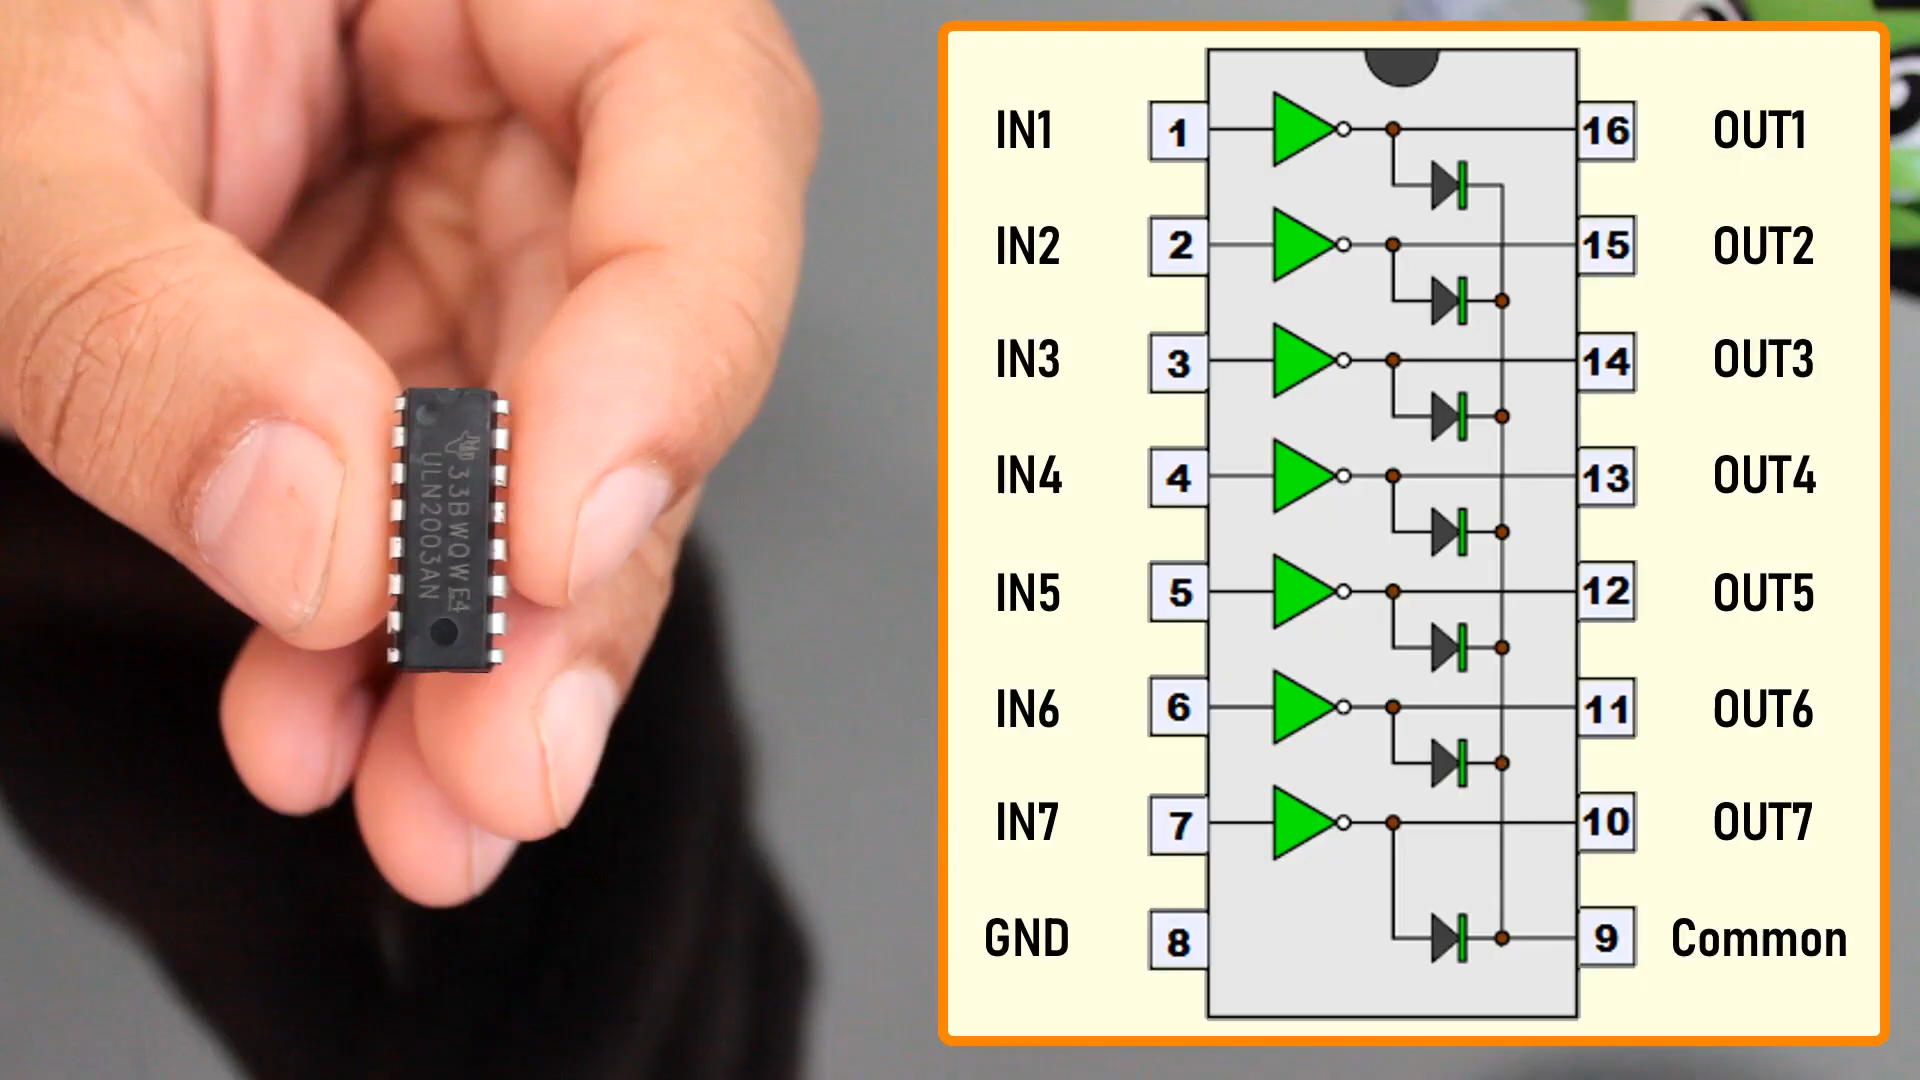 33BWQWE4
ULN2003AN
IN1 1 16 OUT1
IN2 2 15 OUT2
IN3 3 14 OUT3
IN4 4 13 OUT4
IN5 5 12 OUT5
IN6 6 11 OUT6
IN7 7 10 OUT7
GND 8 9 Common